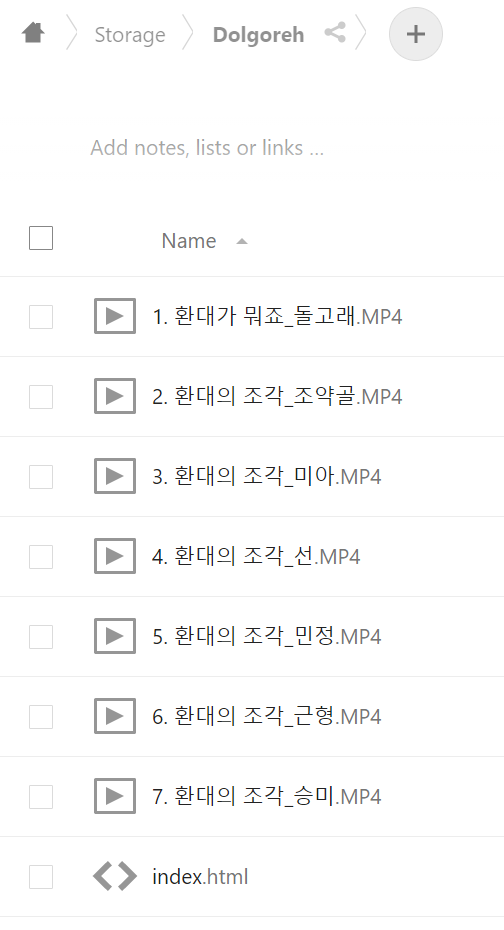 Storage Dolgoreh
Add notes, lists or links ...
Name
1. 환대가 뭐죠_돌고래.MP4
2. 환대의 조각_조약골.MP4
3. 환대의 조각_미아.MP4
4. 환대의 조각_선.MP4
5. 환대의 조각_민정.MP4
6. 환대의 조각_근형.MP4
7. 환대의 조각_승미.MP4
index.html